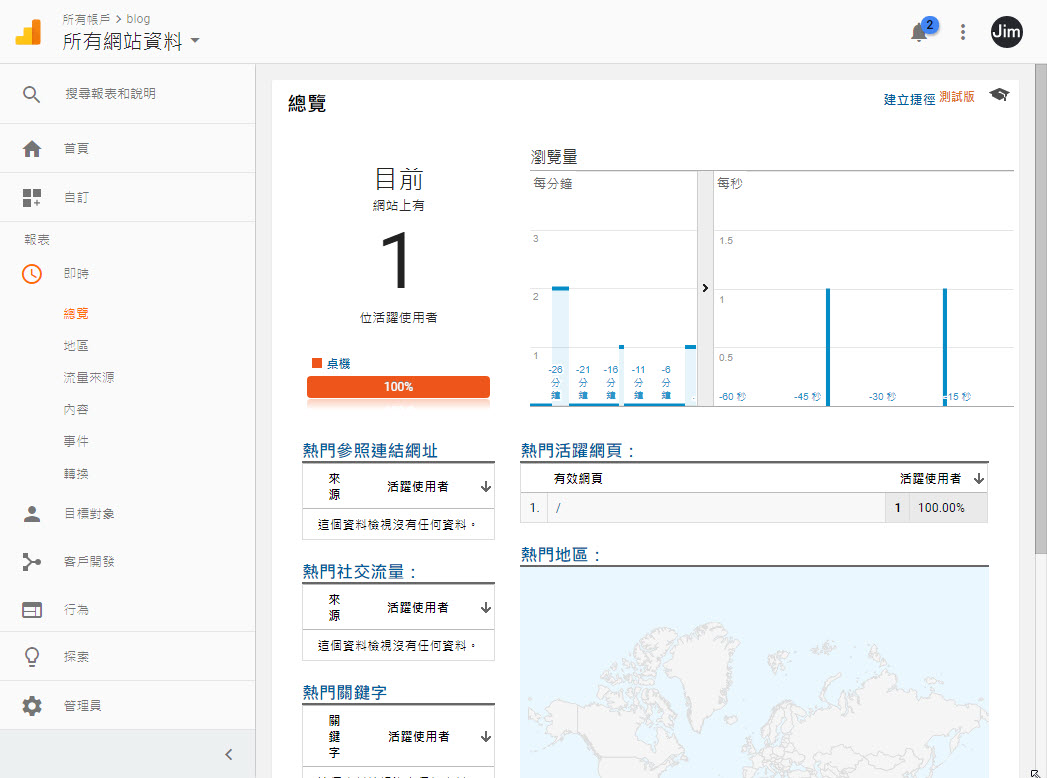 所有帳戶 > blog
所有網站資料
2
Jim
搜尋報表和說明
首頁
自訂
報表
即時
總覽
地區
流量來源
內容
事件
轉換
目標對象
客戶開發
行為
探索
管理員
總覽
建立捷徑 測試版
目前
網站上有
1
位活躍使用者
桌機
100%
瀏覽量
每分鐘
3
2
1
-26 分鐘
-21 分鐘
-16 分鐘
-11 分鐘
-6 分鐘
每秒
1.5
1
0.5
-60 秒
-45 秒
-30 秒
-15 秒
熱門參照連結網址
來源 活躍使用者
這個資料檢視沒有任何資料。
熱門社交流量：
來源 活躍使用者
這個資料檢視沒有任何資料。
熱門關鍵字
關鍵字 活躍使用者
熱門活躍網頁：
有效網頁 活躍使用者
1. / 1 100.00%
熱門地區：